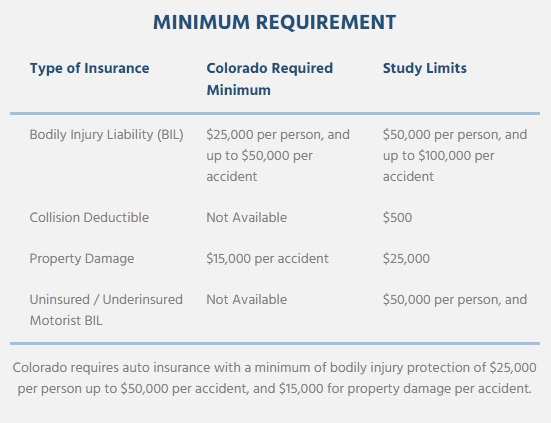 MINIMUM REQUIREMENT
Type of Insurance
Colorado Required
Minimum
Study Limits
Bodily Injury Liability (BIL)
$25,000 per person, and
up to $50,000 per
accident
$50,000 per person, and
up to $100,000 per
accident
Collision Deductible
Not Available
$500
Property Damage
$15,000 per accident
$25,000
Uninsured / Underinsured
Motorist BIL
Not Available
$50,000 per person, and
Colorado requires auto insurance with a minimum of bodily injury protection of $25,000
per person up to $50,000 per accident, and $15,000 for property damage per accident.